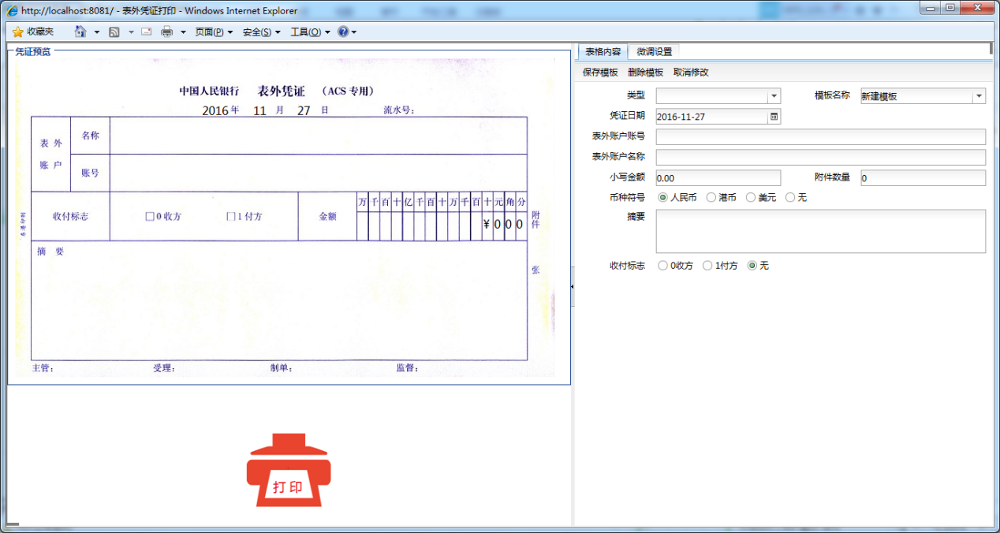 http://localhost:8081/ - 表外凭证打印 - Windows Internet Explorer
收藏夹 页面(P) 安全(S) 工具(O)
凭证预览
中国人民银行 表外凭证 (ACS 专用)
2016 年 11 月 27 日 流水号:
表 外 账 户
名称
账号
收付标志 □0收方 □1付方 金额
万 千 百 十 亿 千 百 十 万 千 百 十 元 角 分
¥ 0 0 0
附件
张
摘 要
主管: 受理: 制单: 监督:
打 印
表格内容 微调设置
保存模板 删除模板 取消修改
类型 模板名称 新建模板
凭证日期 2016-11-27
表外账户账号
表外账户名称
小写金额 0.00 附件数量 0
币种符号 人民币 港币 美元 无
摘要
收付标志 0收方 1付方 无